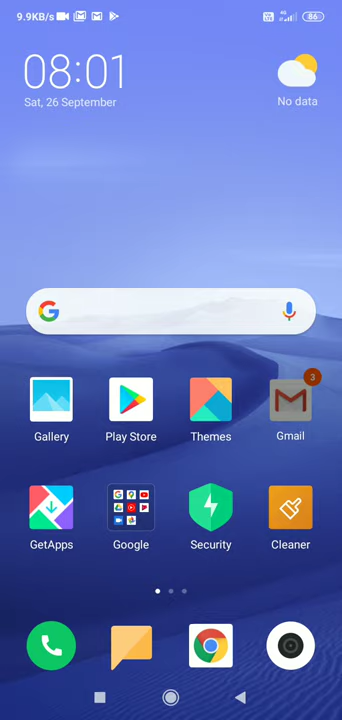 9.9KB/s 4G 86
08:01
Sat, 26 September
No data
3
Gallery Play Store Themes Gmail
GetApps Google Security Cleaner